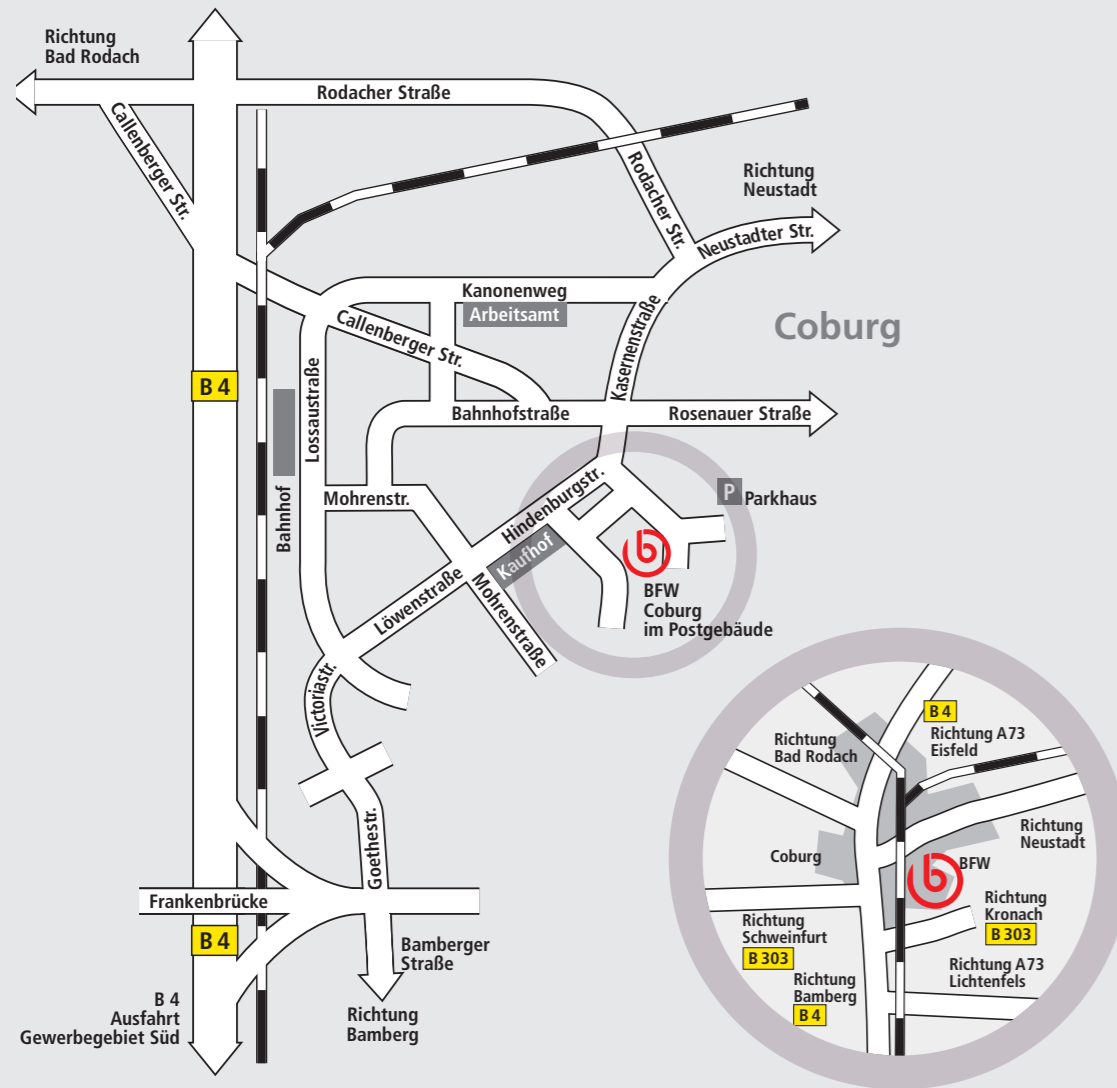 Richtung
Bad Rodach
Rodacher Straße
Callenberger Str.
Rodacher Str.
Richtung
Neustadt
Neustadter Str.
Kanonenweg
Arbeitsamt
Callenberger Str.
Kasernenstraße
Coburg
B 4
Lossaustraße
Bahnhof
Bahnhofstraße
Rosenauer Straße
Mohrenstr.
Hindenburgstr.
P
Parkhaus
Kaufhof
b
BFW
Coburg
im Postgebäude
Löwenstraße
Mohrenstraße
Victoriastr.
Goethestr.
Frankenbrücke
B 4
Bamberger
Straße
B 4
Ausfahrt
Gewerbegebiet Süd
Richtung
Bamberg
B 4
Richtung A73
Eisfeld
Richtung
Bad Rodach
Richtung
Neustadt
Coburg
b
BFW
Richtung
Kronach
B 303
Richtung
Schweinfurt
B 303
Richtung A73
Lichtenfels
Richtung
Bamberg
B 4